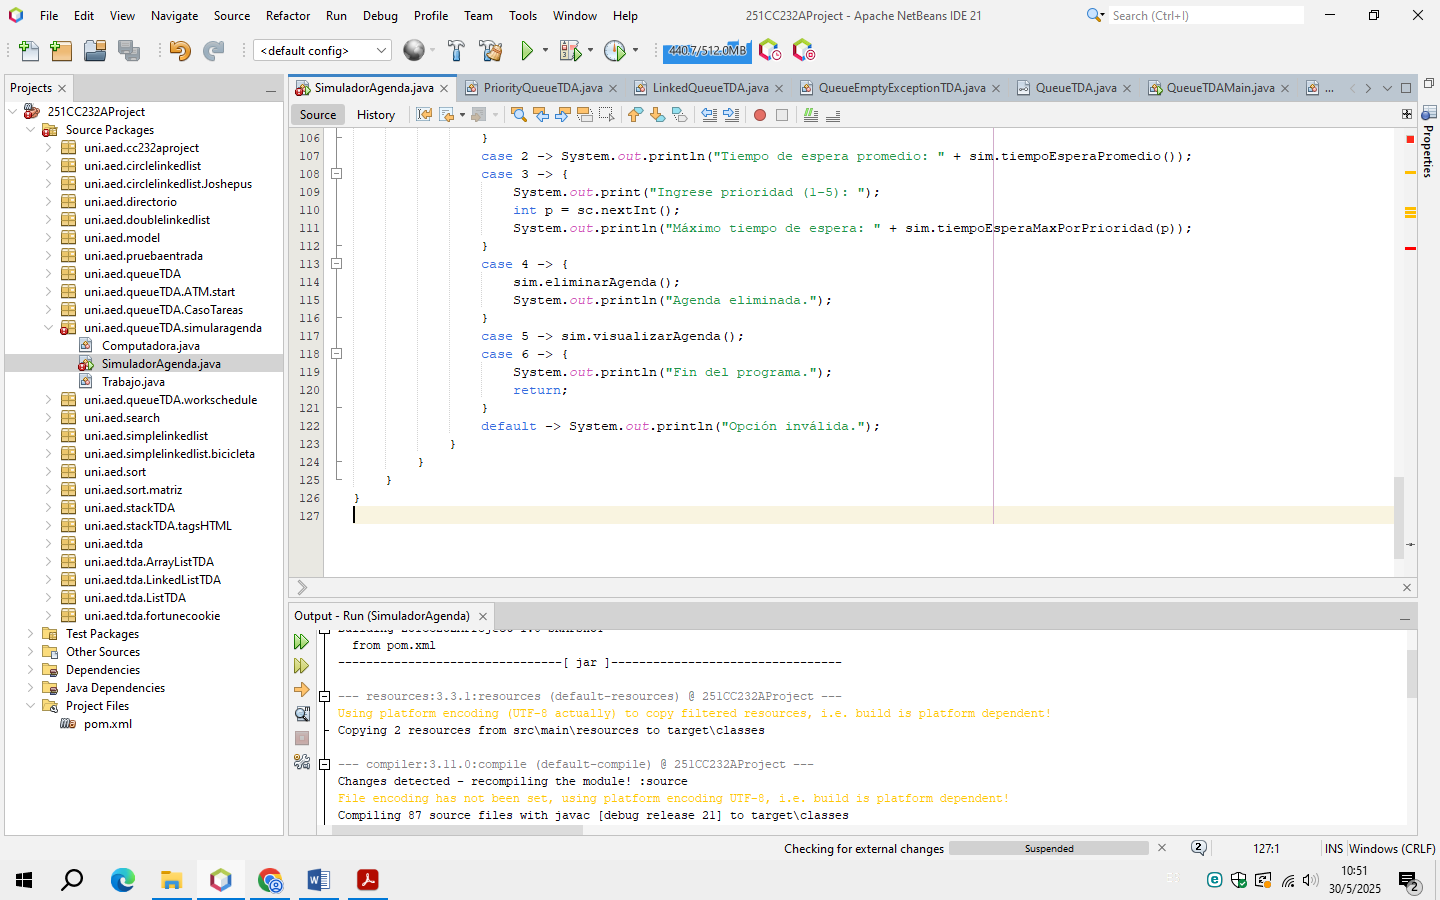 File Edit View Navigate Source Refactor Run Debug Profile Team Tools Window Help
251CC232AProject - Apache NetBeans IDE 21
Search (Ctrl+I)
<default config>
440.7/512.0MB
Projects
251CC232AProject
Source Packages
uni.aed.cc232aproject
uni.aed.circlelinkedlist
uni.aed.circlelinkedlist.Joshepus
uni.aed.directorio
uni.aed.doublelinkedlist
uni.aed.model
uni.aed.pruebaentrada
uni.aed.queueTDA
uni.aed.queueTDA.ATM.start
uni.aed.queueTDA.CasoTareas
uni.aed.queueTDA.simularagenda
Computadora.java
SimuladorAgenda.java
Trabajo.java
uni.aed.queueTDA.workschedule
uni.aed.search
uni.aed.simplelinkedlist
uni.aed.simplelinkedlist.bicicleta
uni.aed.sort
uni.aed.sort.matriz
uni.aed.stackTDA
uni.aed.stackTDA.tagsHTML
uni.aed.tda
uni.aed.tda.ArrayListTDA
uni.aed.tda.LinkedListTDA
uni.aed.tda.ListTDA
uni.aed.tda.fortunecookie
Test Packages
Other Sources
Dependencies
Java Dependencies
Project Files
pom.xml
SimuladorAgenda.java PriorityQueueTDA.java LinkedQueueTDA.java QueueEmptyExceptionTDA.java QueueTDA.java QueueTDAMain.java ...
Source History
Properties
106 }
107 case 2 -> System.out.println("Tiempo de espera promedio: " + sim.tiempoEsperaPromedio());
108 case 3 -> {
109 System.out.print("Ingrese prioridad (1-5): ");
110 int p = sc.nextInt();
111 System.out.println("Máximo tiempo de espera: " + sim.tiempoEsperaMaxPorPrioridad(p));
112 }
113 case 4 -> {
114 sim.eliminarAgenda();
115 System.out.println("Agenda eliminada.");
116 }
117 case 5 -> sim.visualizarAgenda();
118 case 6 -> {
119 System.out.println("Fin del programa.");
120 return;
121 }
122 default -> System.out.println("Opción inválida.");
123 }
124 }
125 }
126 }
127
Output - Run (SimuladorAgenda)
from pom.xml
--------------------------------[ jar ]---------------------------------
--- resources:3.3.1:resources (default-resources) @ 251CC232AProject ---
Using platform encoding (UTF-8 actually) to copy filtered resources, i.e. build is platform dependent!
Copying 2 resources from src\main\resources to target\classes
--- compiler:3.11.0:compile (default-compile) @ 251CC232AProject ---
Changes detected - recompiling the module! :source
File encoding has not been set, using platform encoding UTF-8, i.e. build is platform dependent!
Compiling 87 source files with javac [debug release 21] to target\classes
Checking for external changes Suspended 2 127:1 INS Windows (CRLF)
10:51
30/5/2025
2